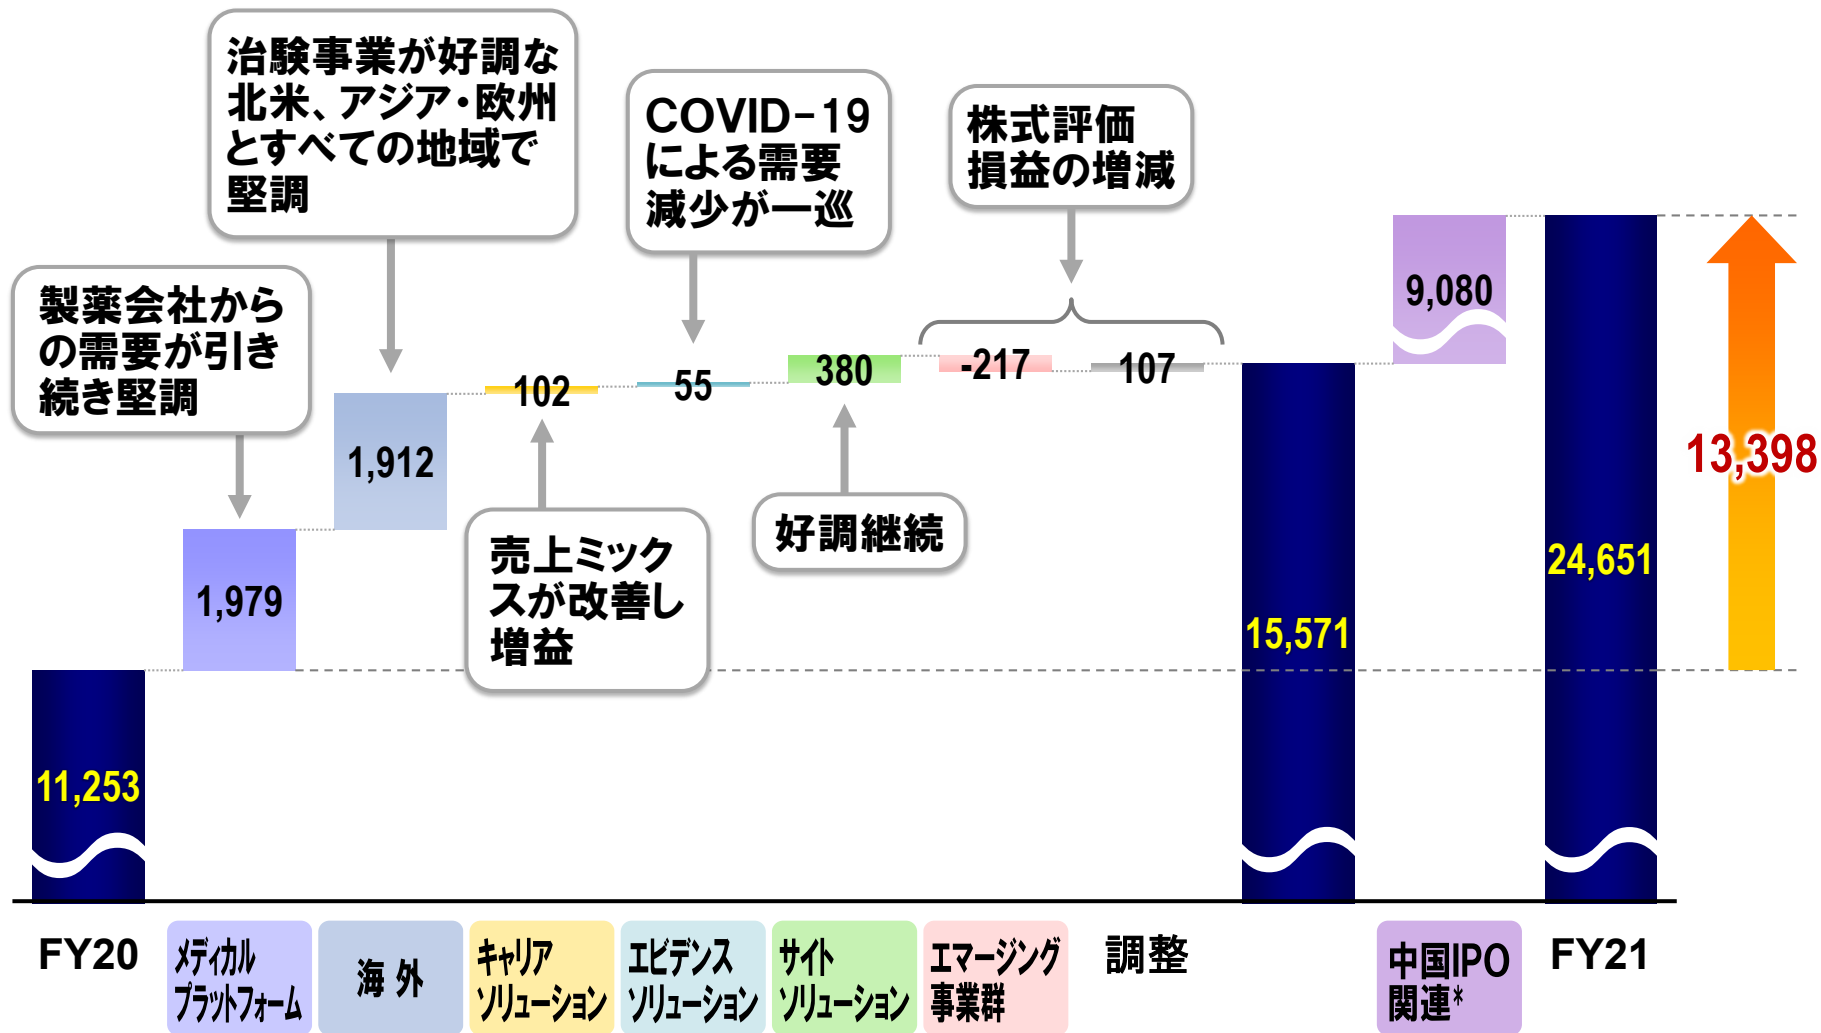 治験事業が好調な
北米、アジア・欧州
とすべての地域で
堅調
COVID-19
による需要
減少が一巡
株式評価
損益の増減
製薬会社から
の需要が引き
続き堅調
9,080
102
55
380
-217
107
1,912
13,398
好調継続
売上ミック
スが改善し
増益
1,979
24,651
15,571
11,253
FY20
メディカル
プラットフォーム
海外
キャリア
ソリューション
エビデンス
ソリューション
サイト
ソリューション
エマージング
事業群
調整
中国IPO
関連*
FY21